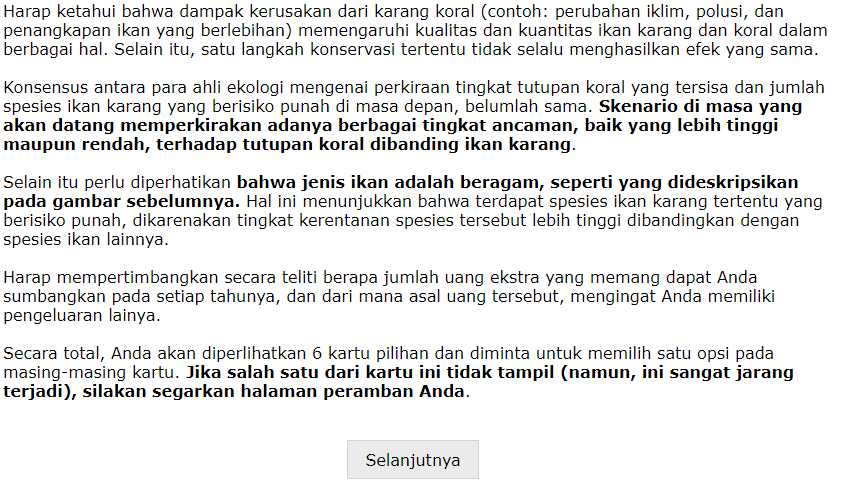 Harap ketahui bahwa dampak kerusakan dari karang koral (contoh: perubahan iklim, polusi, dan
penangkapan ikan yang berlebihan) memengaruhi kualitas dan kuantitas ikan karang dan koral dalam
berbagai hal. Selain itu, satu langkah konservasi tertentu tidak selalu menghasilkan efek yang sama.
Konsensus antara para ahli ekologi mengenai perkiraan tingkat tutupan koral yang tersisa dan jumlah
spesies ikan karang yang berisiko punah di masa depan, belumlah sama. Skenario di masa yang
akan datang memperkirakan adanya berbagai tingkat ancaman, baik yang lebih tinggi
maupun rendah, terhadap tutupan koral dibanding ikan karang.
Selain itu perlu diperhatikan bahwa jenis ikan adalah beragam, seperti yang dideskripsikan
pada gambar sebelumnya. Hal ini menunjukkan bahwa terdapat spesies ikan karang tertentu yang
berisiko punah, dikarenakan tingkat kerentanan spesies tersebut lebih tinggi dibandingkan dengan
spesies ikan lainnya.
Harap mempertimbangkan secara teliti berapa jumlah uang ekstra yang memang dapat Anda
sumbangkan pada setiap tahunya, dan dari mana asal uang tersebut, mengingat Anda memiliki
pengeluaran lainya.
Secara total, Anda akan diperlihatkan 6 kartu pilihan dan diminta untuk memilih satu opsi pada
masing-masing kartu. Jika salah satu dari kartu ini tidak tampil (namun, ini sangat jarang
terjadi), silakan segarkan halaman peramban Anda.
Selanjutnya